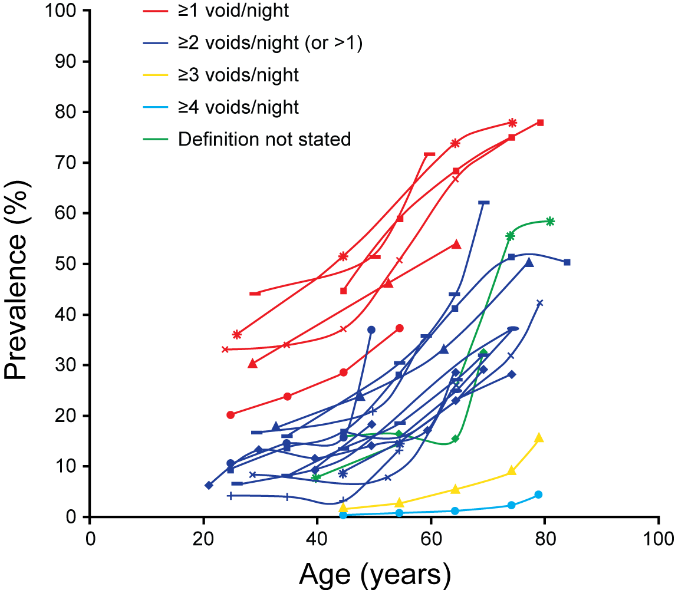 ≥1 void/night
≥2 voids/night (or >1)
≥3 voids/night
≥4 voids/night
Definition not stated
Prevalence (%)
100
90
80
70
60
50
40
30
20
10
0
0 20 40 60 80 100
Age (years)